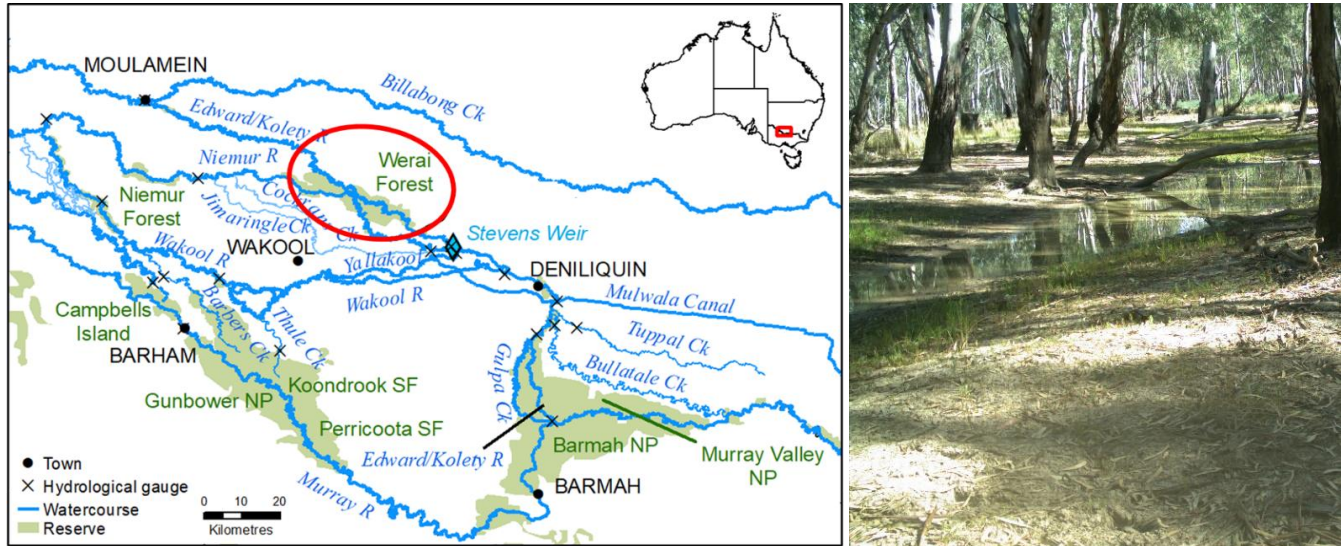 MOULAMEIN
Billabong Ck
Edward/Kolety R
Niemur R
Werai
Forest
Niemur
Forest
Cochran Ck
Jimaringle Ck
Stevens Weir
WAKOOL
Wakool R
Yallakool
DENILIQUIN
Wakool R
Mulwala Canal
Campbells
Island
Barber's Ck
Thule Ck
Tuppal Ck
BARHAM
Gulpa Ck
Bullatale Ck
Koondrook SF
Gunbower NP
Perricoota SF
Barmah NP
Edward/Kolety R
Murray Valley
NP
Murray R
BARMAH
Town
Hydrological gauge
Watercourse
Reserve
0 10 20
Kilometres